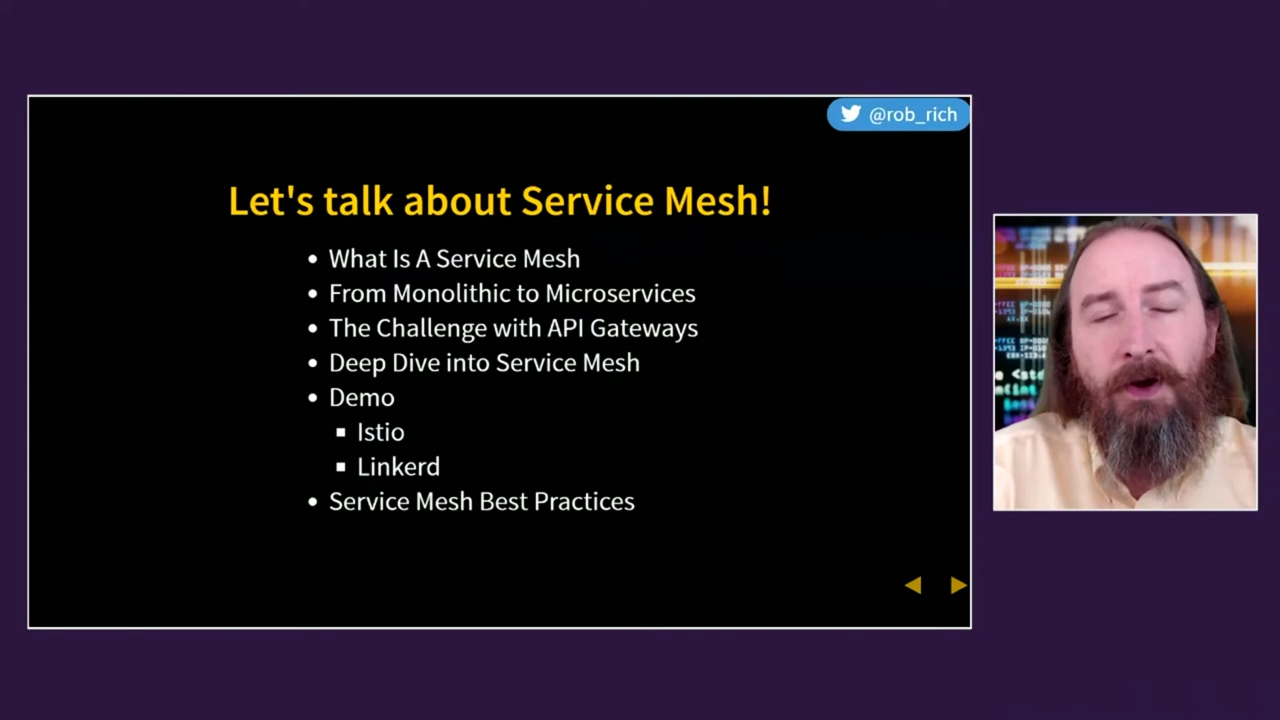 @rob_rich
Let's talk about Service Mesh!
What Is A Service Mesh
From Monolithic to Microservices
The Challenge with API Gateways
Deep Dive into Service Mesh
Demo
Istio
Linkerd
Service Mesh Best Practices